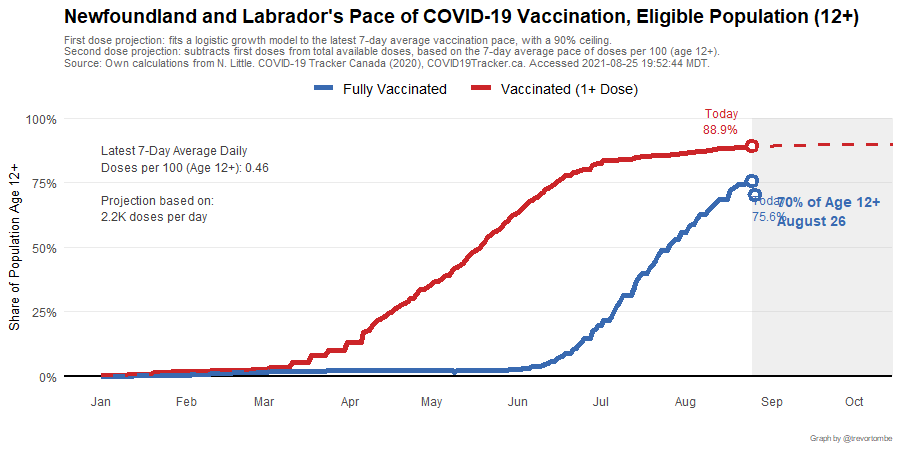 Newfoundland and Labrador's Pace of COVID-19 Vaccination, Eligible Population (12+)
First dose projection: fits a logistic growth model to the latest 7-day average vaccination pace, with a 90% ceiling.
Second dose projection: subtracts first doses from total available doses, based on the 7-day average pace of doses per 100 (age 12+).
Source: Own calculations from N. Little. COVID-19 Tracker Canada (2020), COVID19Tracker.ca. Accessed 2021-08-25 19:52:44 MDT.
Fully Vaccinated
Vaccinated (1+ Dose)
Share of Population Age 12+
100%
75%
50%
25%
0%
Latest 7-Day Average Daily
Doses per 100 (Age 12+): 0.46
Projection based on:
2.2K doses per day
Today
88.9%
Today
75.6%
70% of Age 12+
August 26
Jan
Feb
Mar
Apr
May
Jun
Jul
Aug
Sep
Oct
Graph by @trevortombe